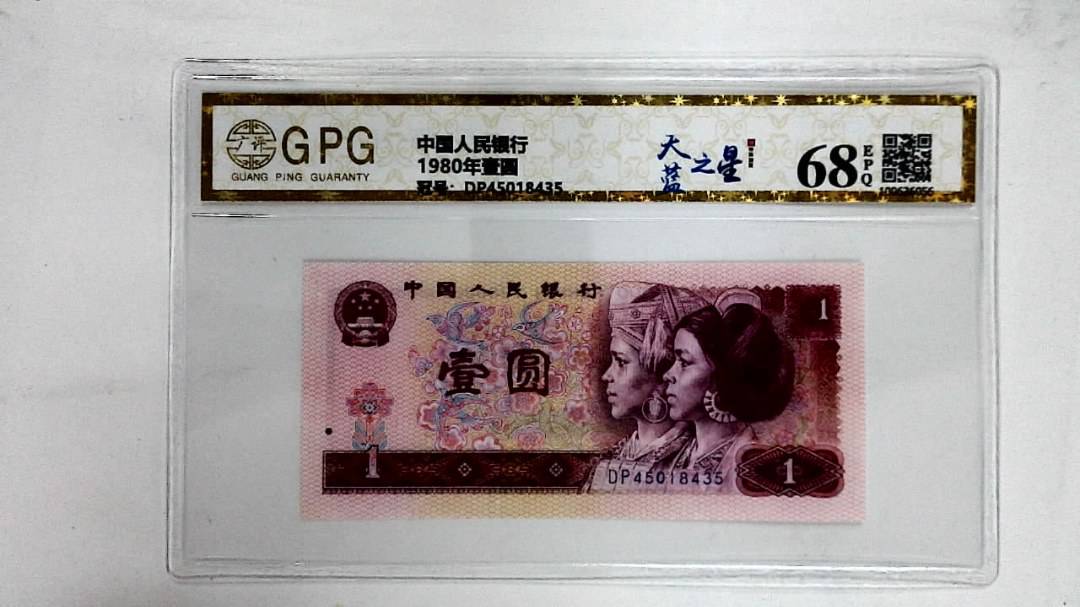 GPG
GUANG PING GUARANTY
中国人民银行
1980年壹圆
冠号: DP45018435
天蓝之星
68
EPQ
中国人民银行
1
壹圆
1
DP45018435
1